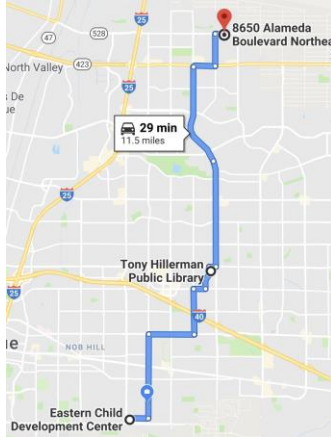 8650 Alameda
Boulevard Northea
47
528
25
423
North Valley
s De
ue
25
29 min
11.5 miles
25
Tony Hillerman
Public Library
25
40
e
NOB HILL
Eastern Child
Development Center